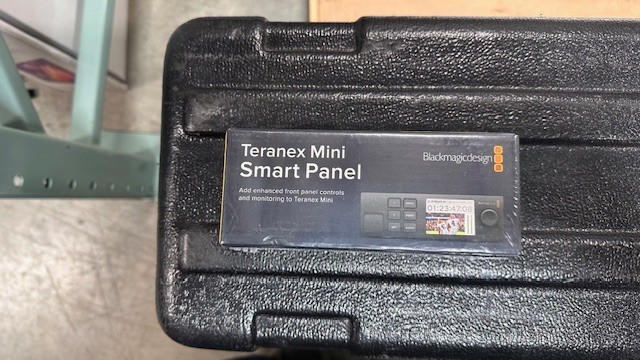 Teranex Mini
Smart Panel
Blackmagicdesign
Add enhanced front panel controls
and monitoring to Teranex Mini
01:23:47:08